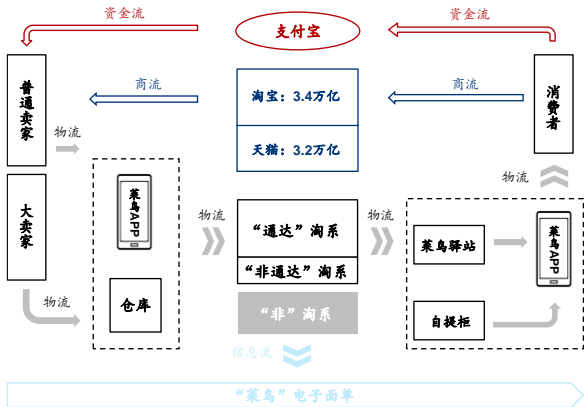 资金流
支付宝
资金流
普通卖家
商流
淘宝：3.4万亿
天猫：3.2万亿
商流
消费者
物流
物流
大卖家
菜鸟APP
物流
“通达”淘系
“非通达”淘系
“非”淘系
物流
菜鸟驿站
菜鸟APP
自提柜
物流
仓库
信息流
“菜鸟”电子面单